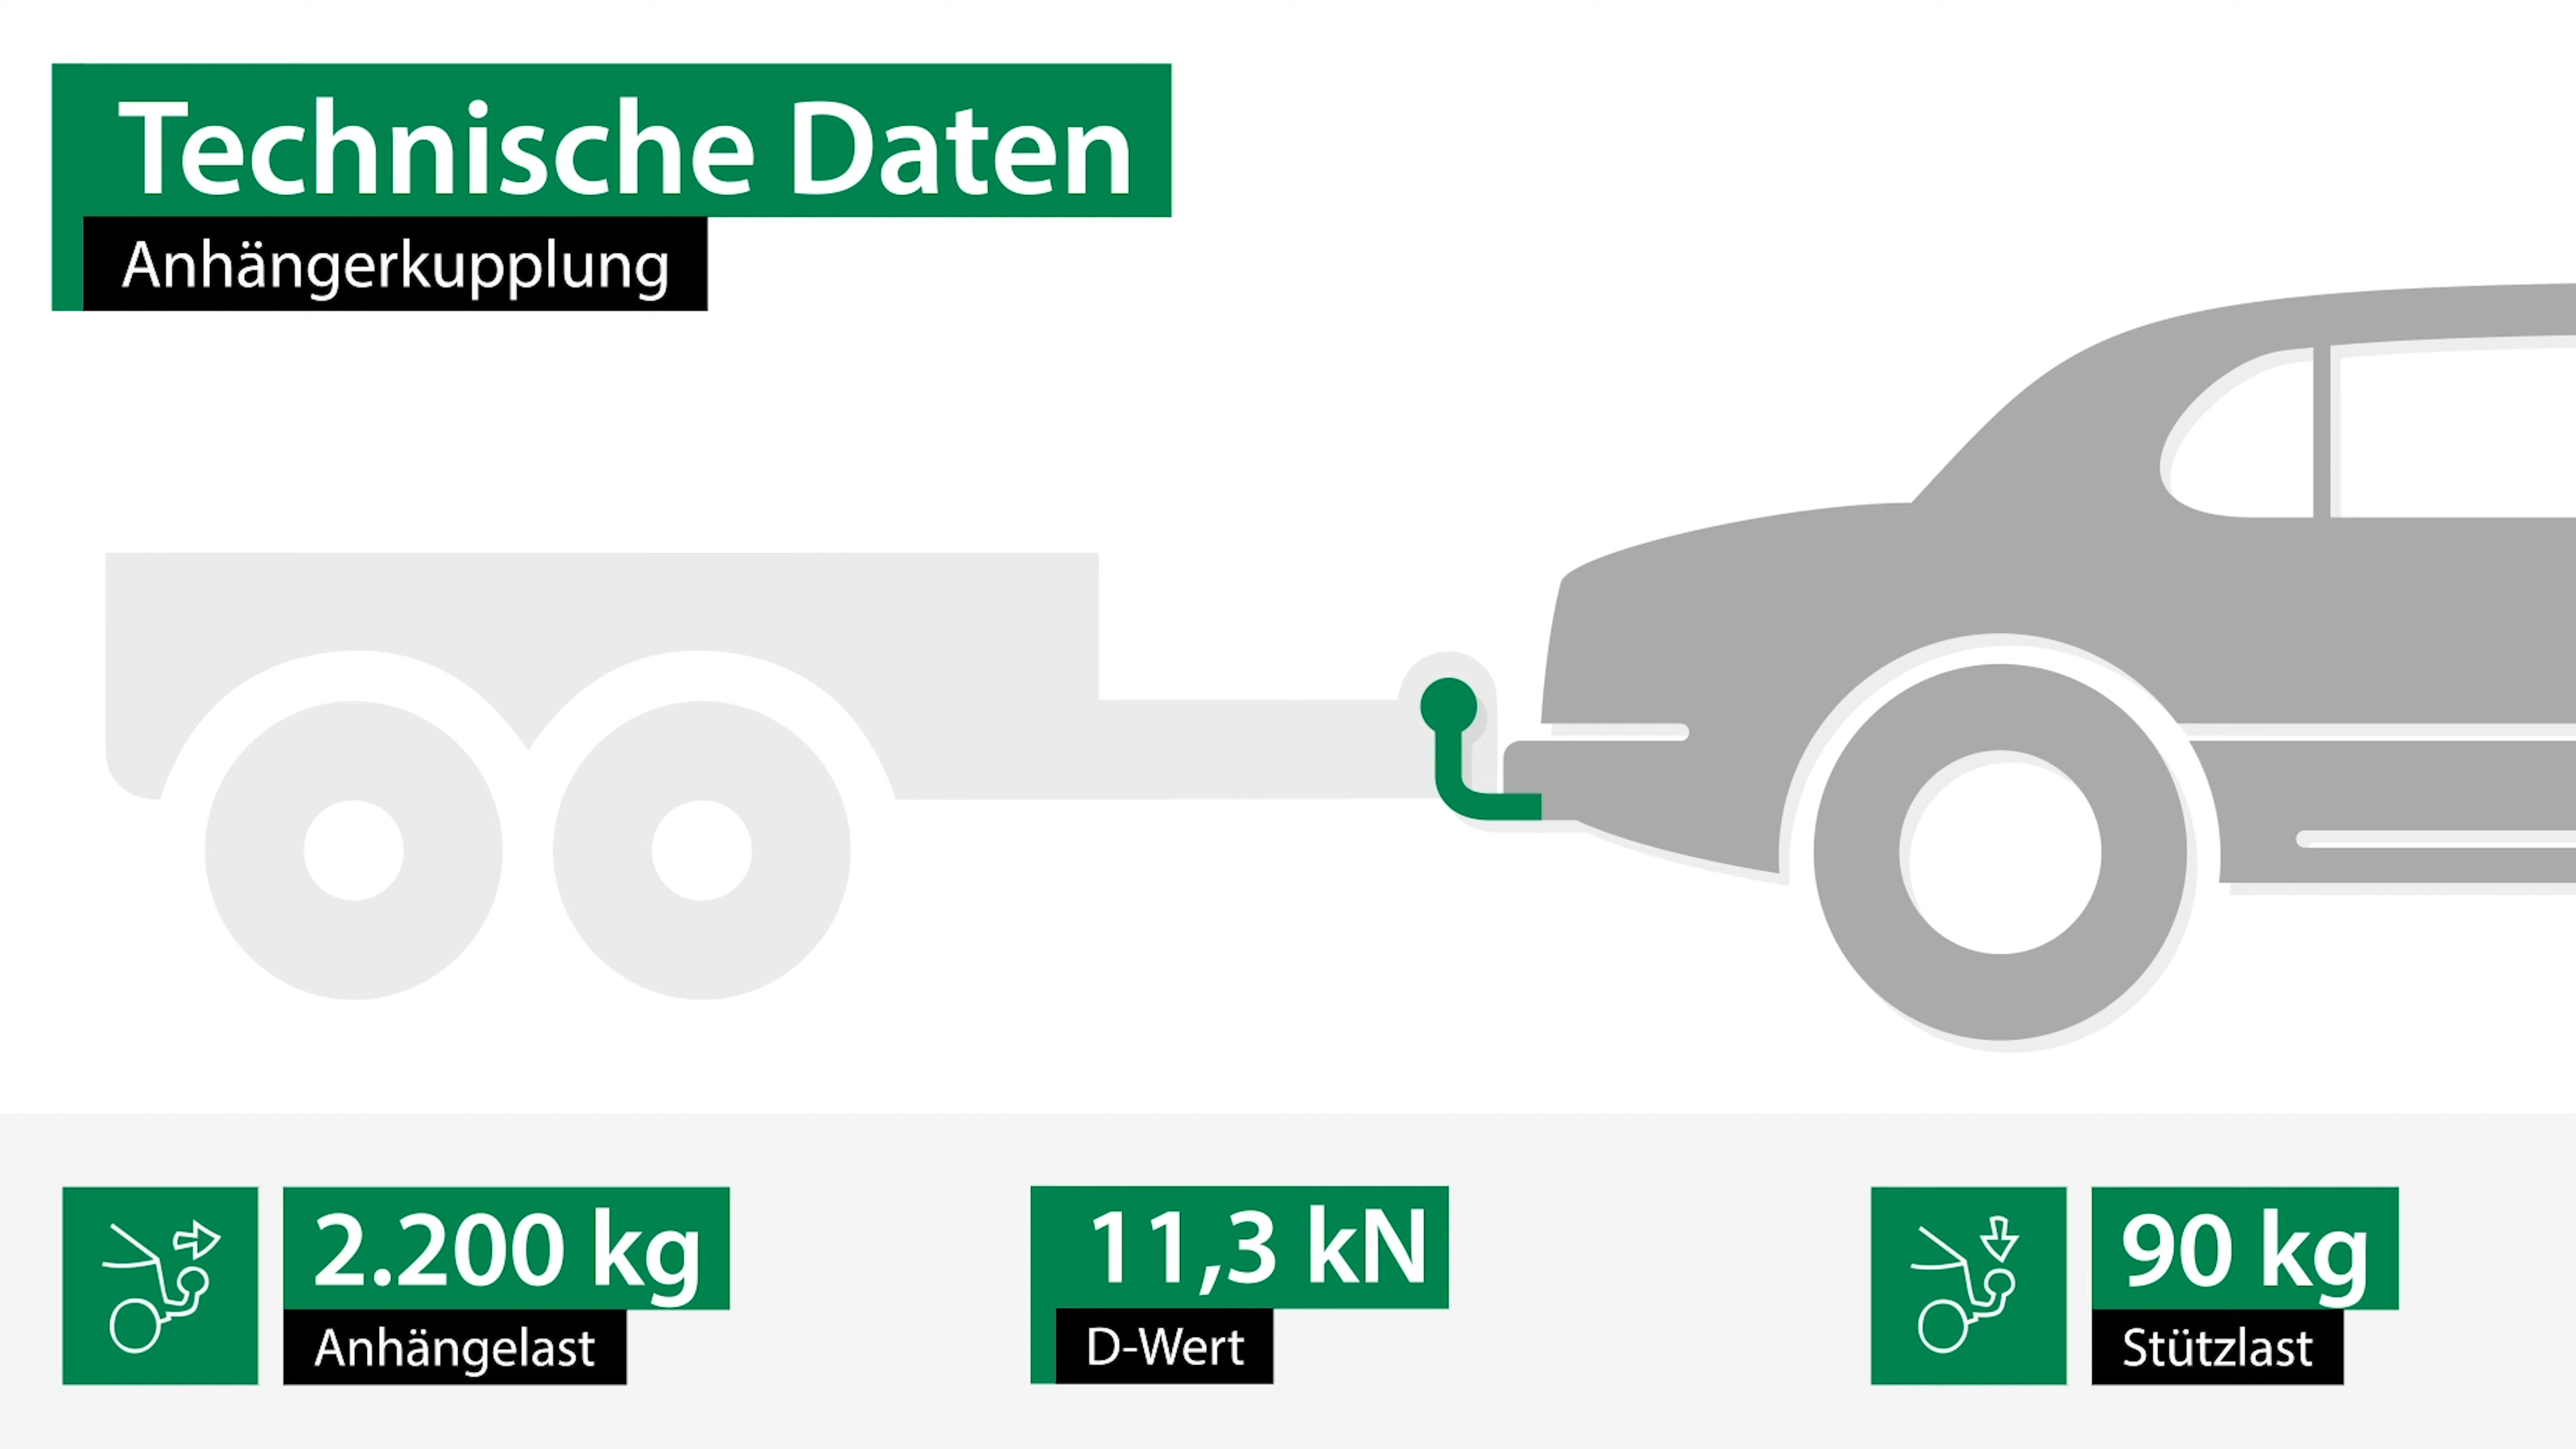 Technische Daten
Anhängerkupplung
2.200 kg
Anhängelast
11,3 kN
D-Wert
90 kg
Stützlast